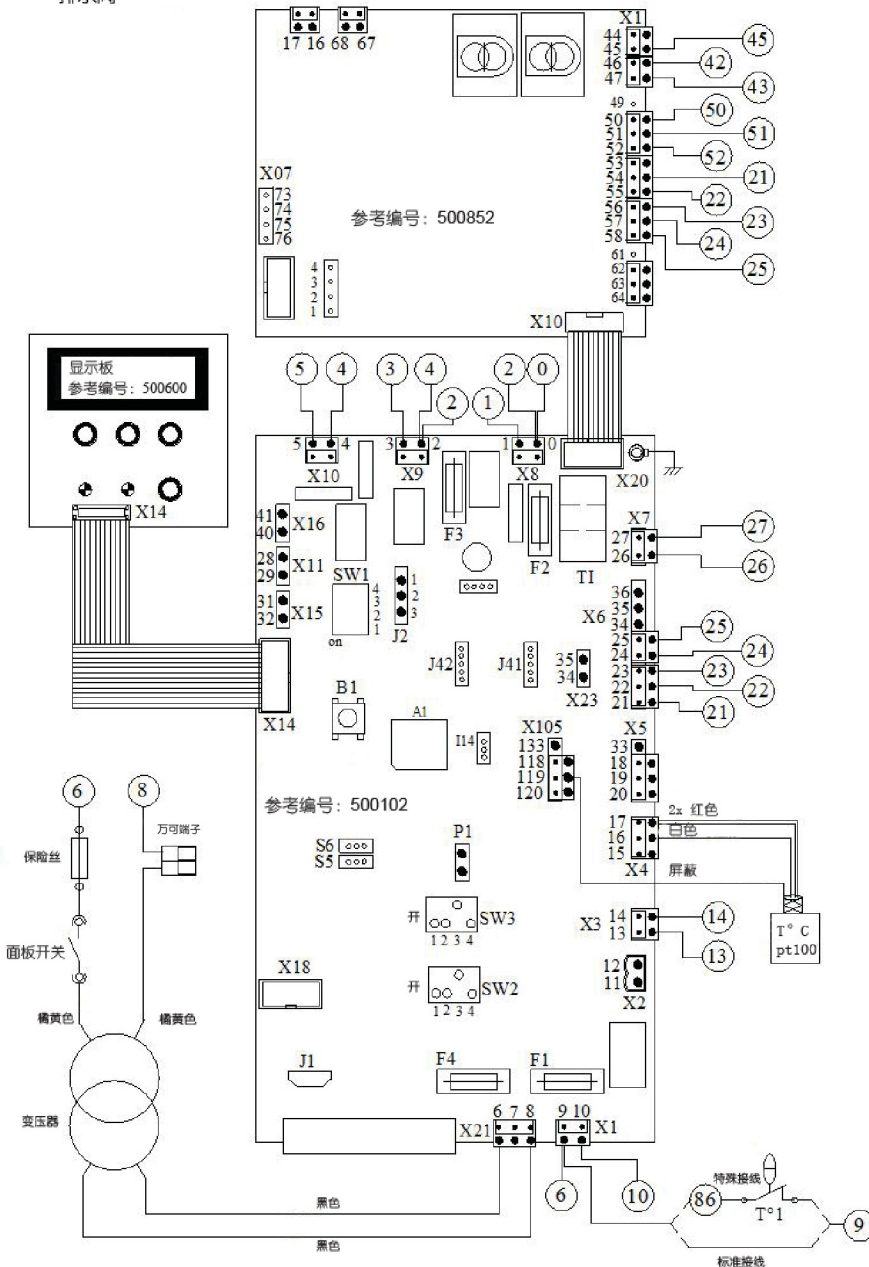 17 16 68 67
X1
44
45
46
47
49
50
51
52
53
54
55
56
57
58
61
62
63
64
45
42
43
50
51
52
21
22
23
24
25
X07
73
74
75
76
参考编号：500852
4
3
2
1
X10
显示板
参考编号：500600
X14
5 4 3 4 2 1 2 0
5 4 3 2 1 0
X10 X9 X8 X20
41
40
X16
28
29
X11
31
32
X15
SW1
4
3
2
1
on
1
2
3
J2
F3
F2
TI
X7
27
26
27
26
36
35
34
X6
25
24
23
22
21
25
24
23
22
21
J42
J41
35
34
X23
X14
B1
A1
I14
X105
133
118
119
120
X5
33
18
19
20
17
16
15
X4
2x 红色
白色
屏蔽
T° C
pt100
参考编号：500102
S6
S5
P1
开
SW3
1 2 3 4
开
SW2
1 2 3 4
X3
14
13
14
13
12
11
X2
X18
J1
F4
F1
6
8
万可端子
保险丝
面板开关
橘黄色
橘黄色
变压器
X21
6 7 8
9 10
X1
6
10
黑色
黑色
特殊接线
86
T°1
9
标准接线